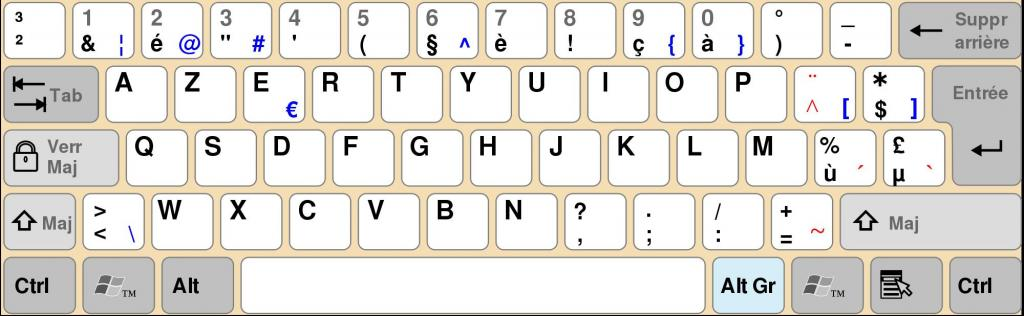 3 1 2 3 4 5 6 7 8 9 0 ° _ Suppr
2 & ¦ é @ " # ' ( § ^ è ! ç { à } ) - arrière
Tab A Z E € R T Y U I O P ¨ ^ [ * $ ] Entrée
Verr Q S D F G H J K L M % ù ´ £ µ `
Maj
Maj > < \ W X C V B N ? , . ; / : + = ~ Maj
Ctrl TM Alt Alt Gr TM Ctrl